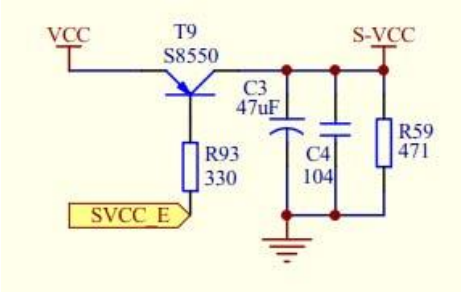 VCC
T9
S8550
S-VCC
C3
47uF
R93
330
C4
104
R59
471
SVCC_E